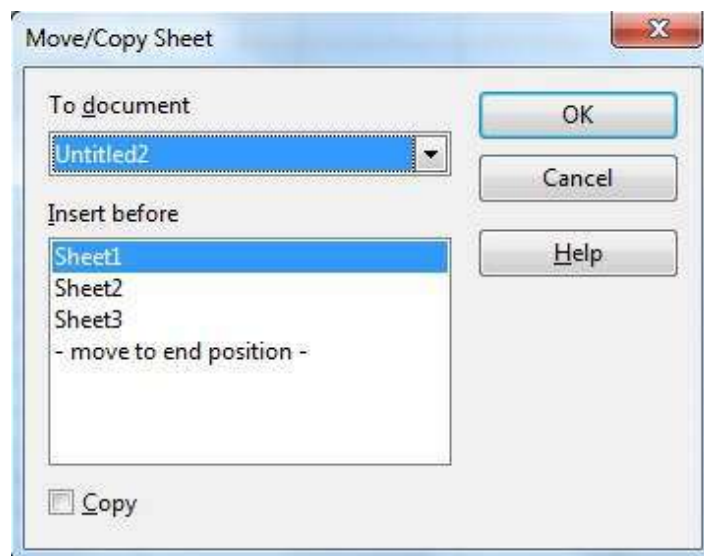 Move/Copy Sheet
To document
Untitled2
Insert before
Sheet1
Sheet2
Sheet3
- move to end position -
Copy
OK
Cancel
Help